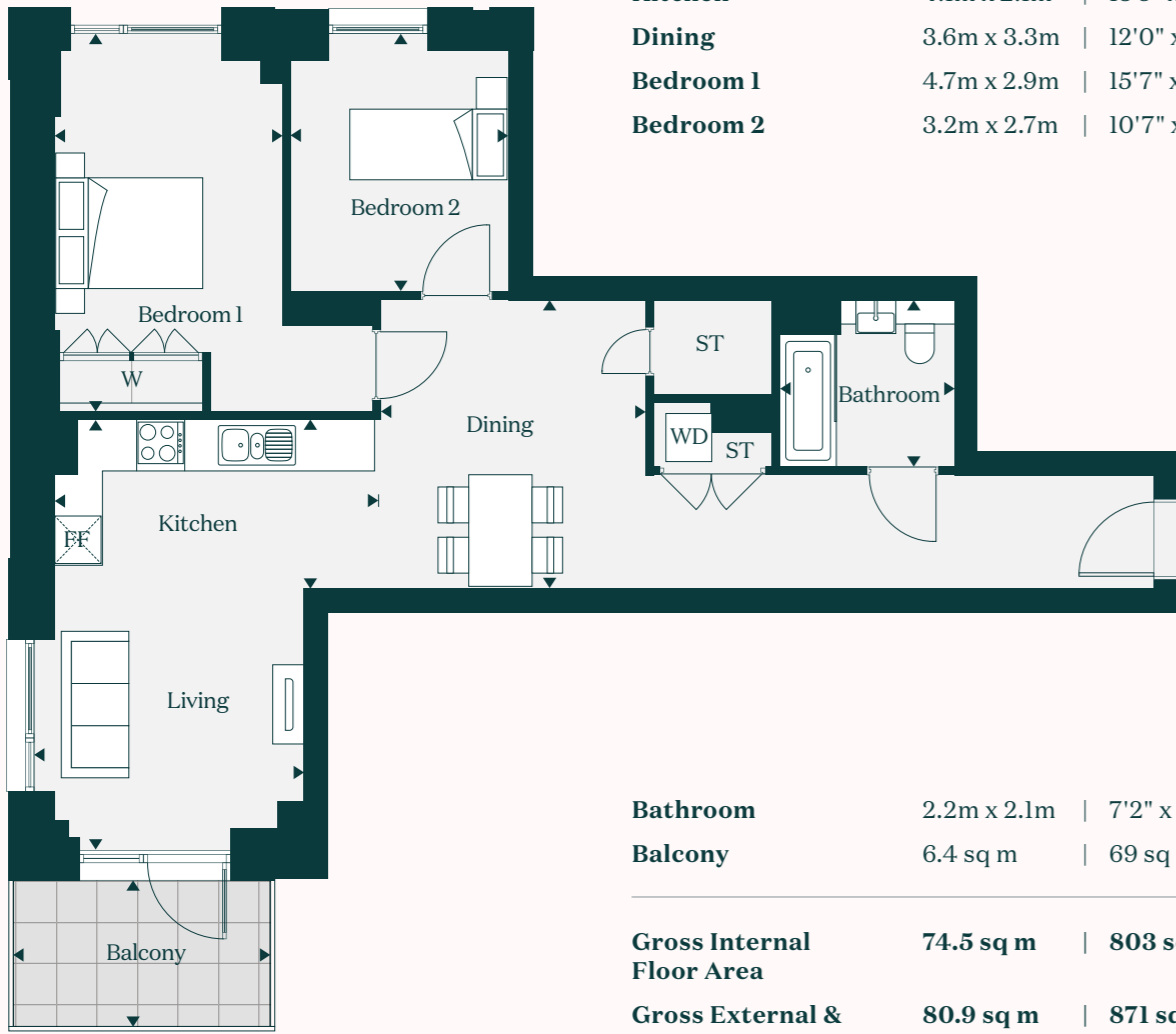 Dining 3.6m x 3.3m | 12'0" x
Bedroom 1 4.7m x 2.9m | 15'7" x
Bedroom 2 3.2m x 2.7m | 10'7" x
Bedroom 2
Bedroom 1
W
ST
Bathroom
Dining
WD
ST
Kitchen
FF
Living
Balcony
Bathroom 2.2m x 2.1m | 7'2" x
Balcony 6.4 sq m | 69 sq
Gross Internal 74.5 sq m | 803 s
Floor Area
Gross External & 80.9 sq m | 871 sq